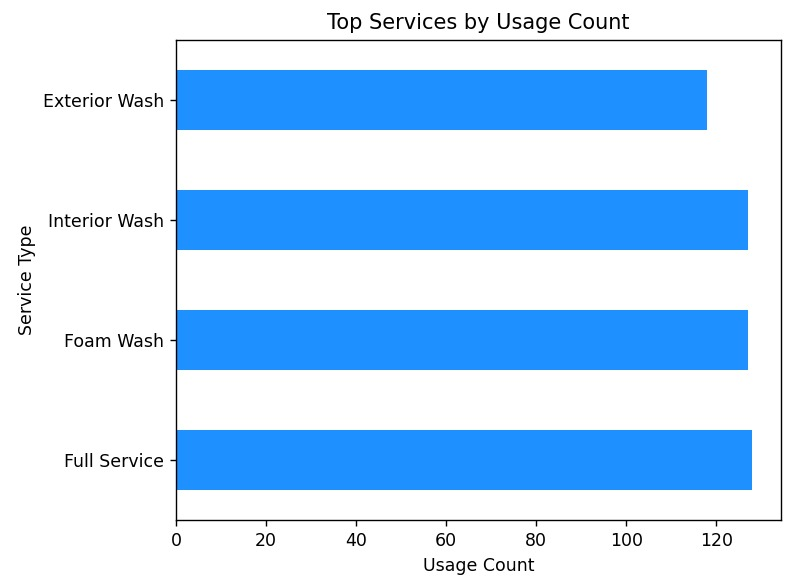 Top Services by Usage Count
Exterior Wash
Interior Wash
Foam Wash
Full Service
Service Type
0 20 40 60 80 100 120
Usage Count